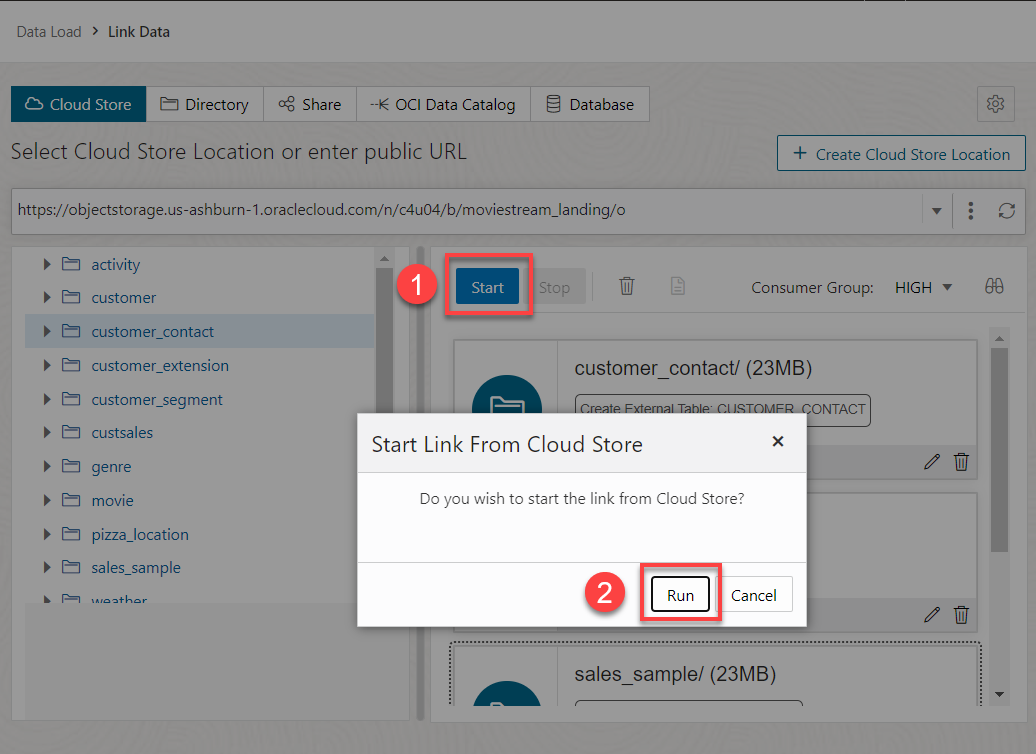 Data Load > Link Data
Cloud Store
Directory
Share
OCI Data Catalog
Database
Select Cloud Store Location or enter public URL
+ Create Cloud Store Location
https://objectstorage.us-ashburn-1.oraclecloud.com/n/c4u04/b/moviestream_landing/o
activity
customer
customer_contact
customer_extension
customer_segment
custsales
genre
movie
pizza_location
sales_sample
weather
1
Start
Stop
Consumer Group: HIGH
customer_contact/ (23MB)
Create External Table: CUSTOMER_CONTACT
Start Link From Cloud Store
Do you wish to start the link from Cloud Store?
2
Run
Cancel
sales_sample/ (23MB)